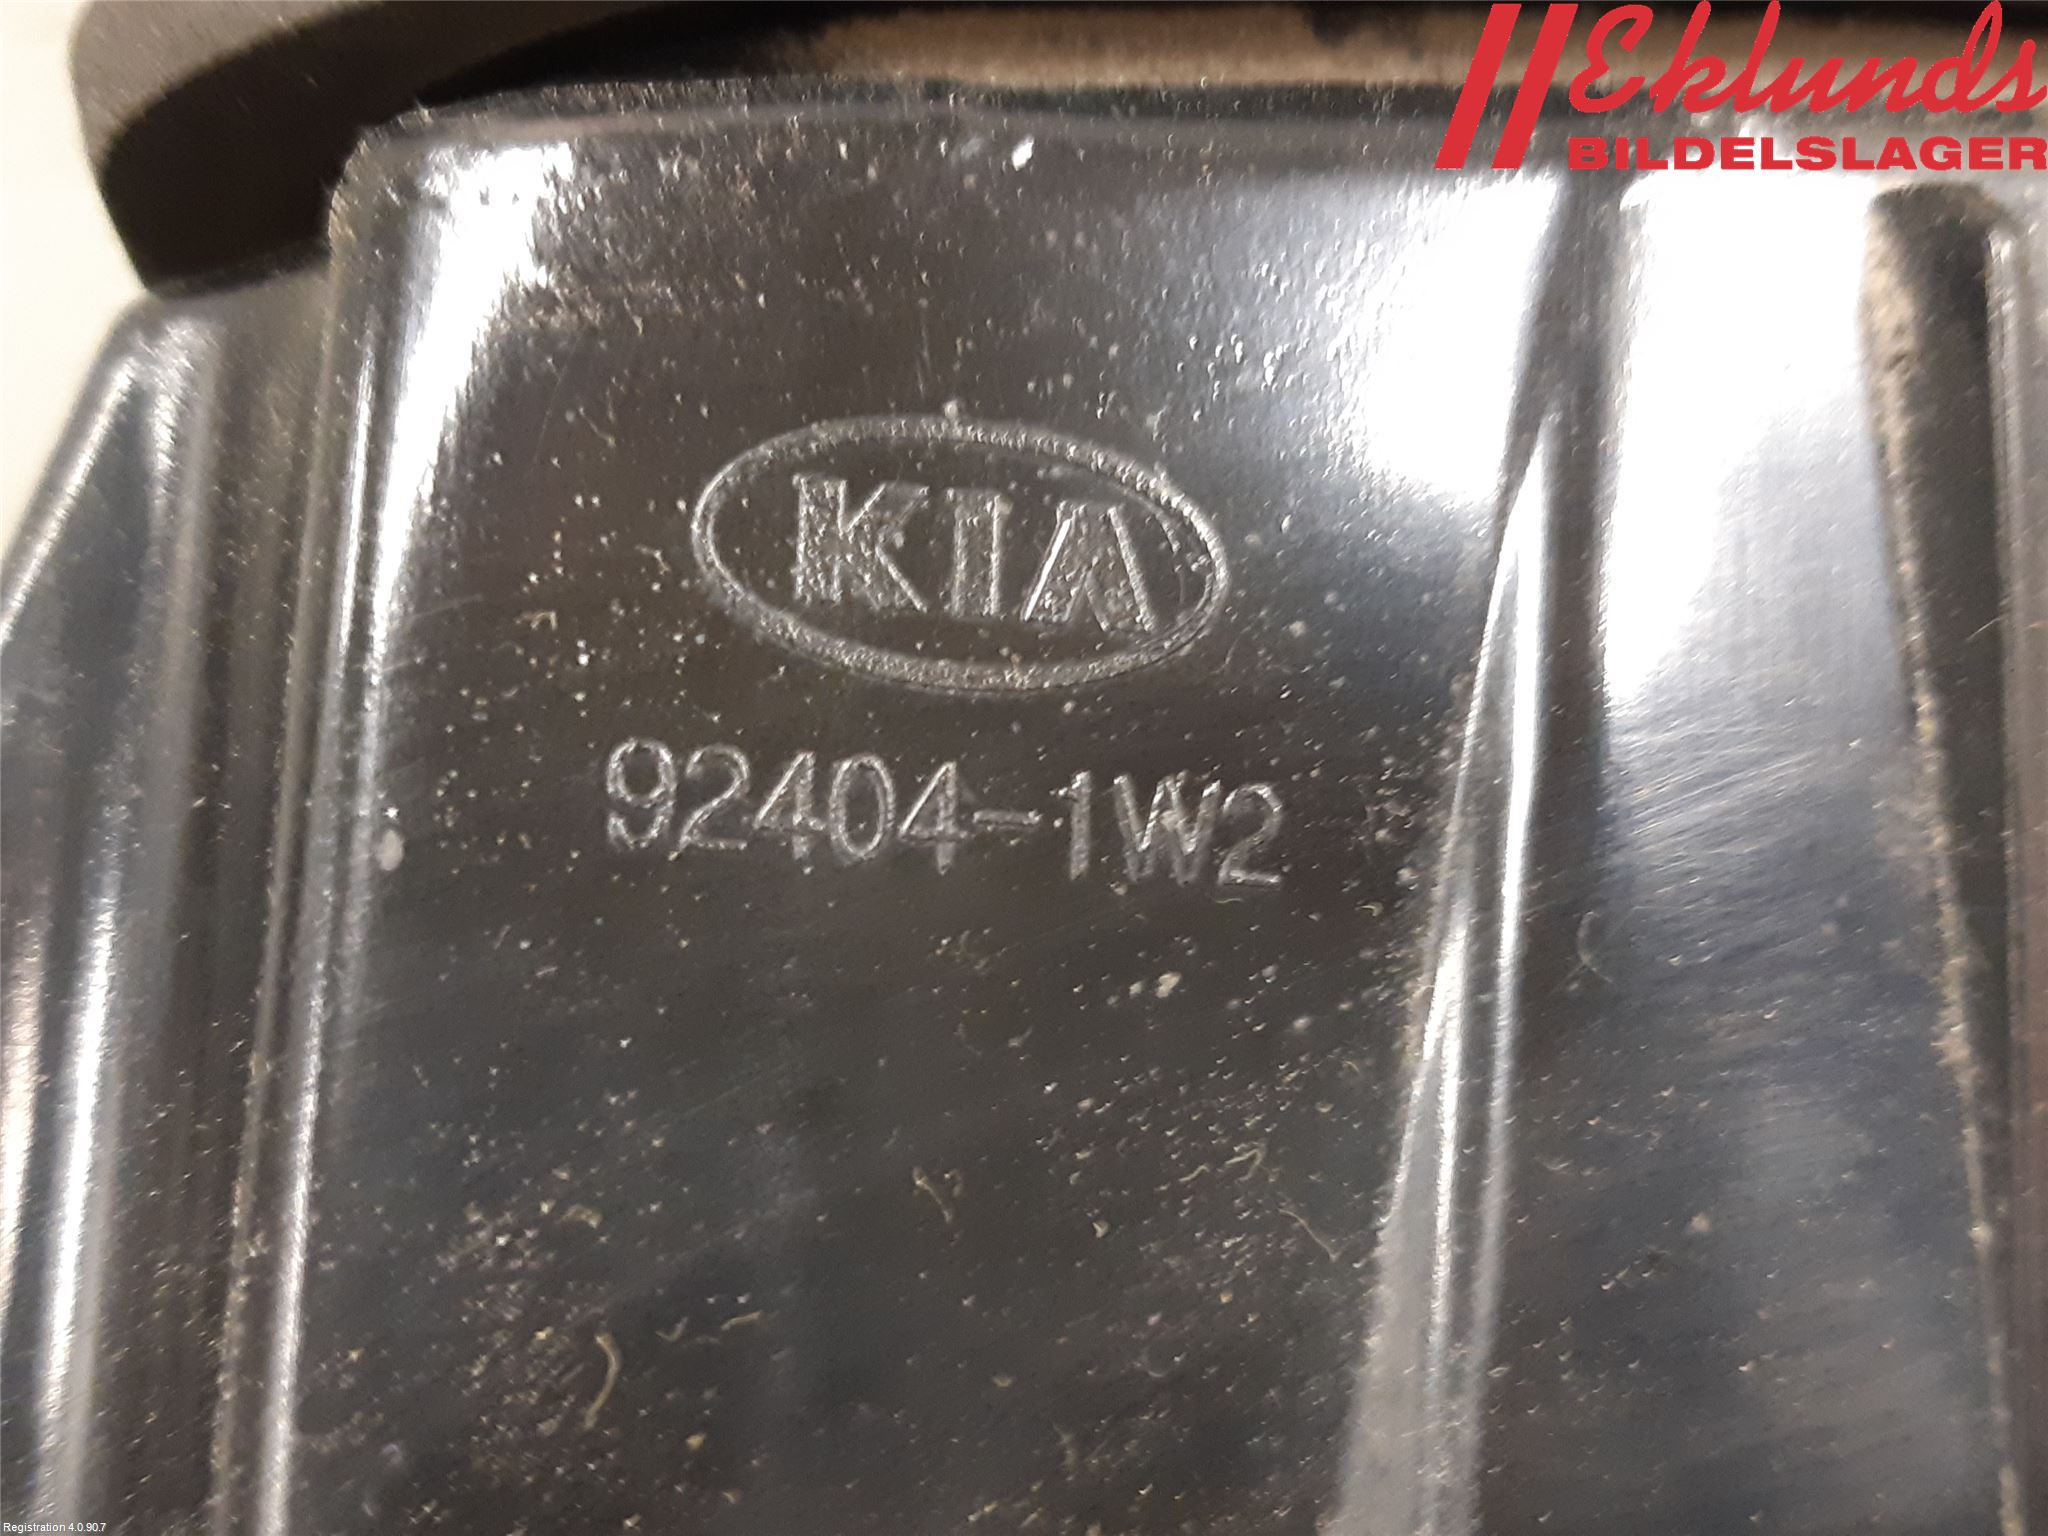 Eklunds
BILDELSLAGER
KIA
92404-1W2
Registration 4.0.90.7